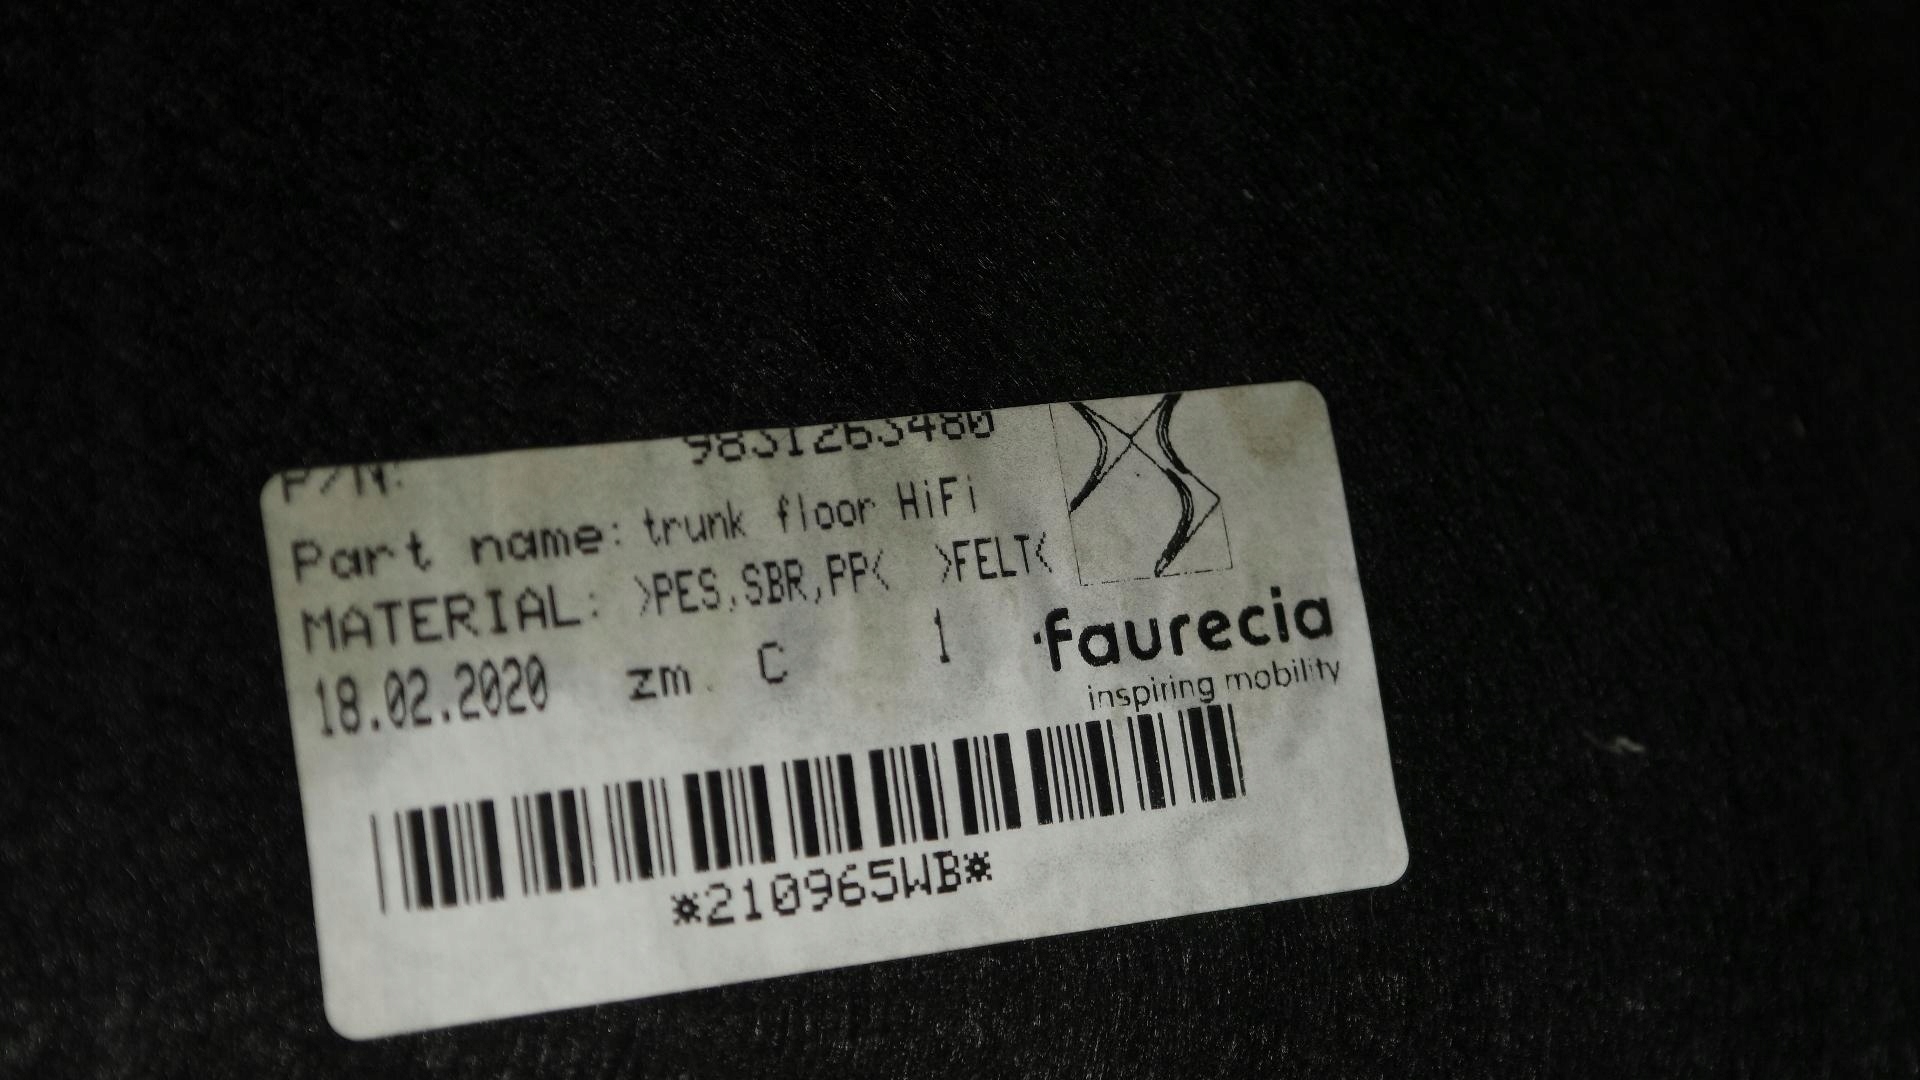 P/N: 9831263480
Part name: trunk floor HiFi
MATERIAL: >PES,SBR,PP< >FELT<
18.02.2020 zm. C 1
faurecia
inspiring mobility
*210965WB*